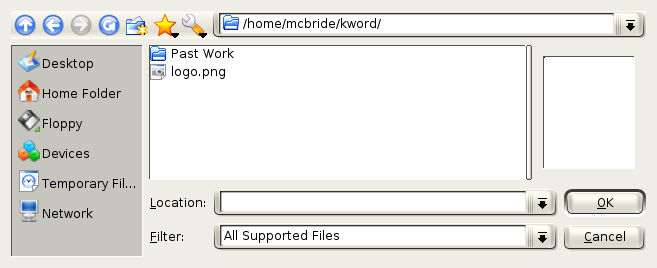 /home/mcbride/kword/
Desktop
Home Folder
Floppy
Devices
Temporary Fil...
Network
Past Work
logo.png
Location:
OK
Filter:
All Supported Files
Cancel